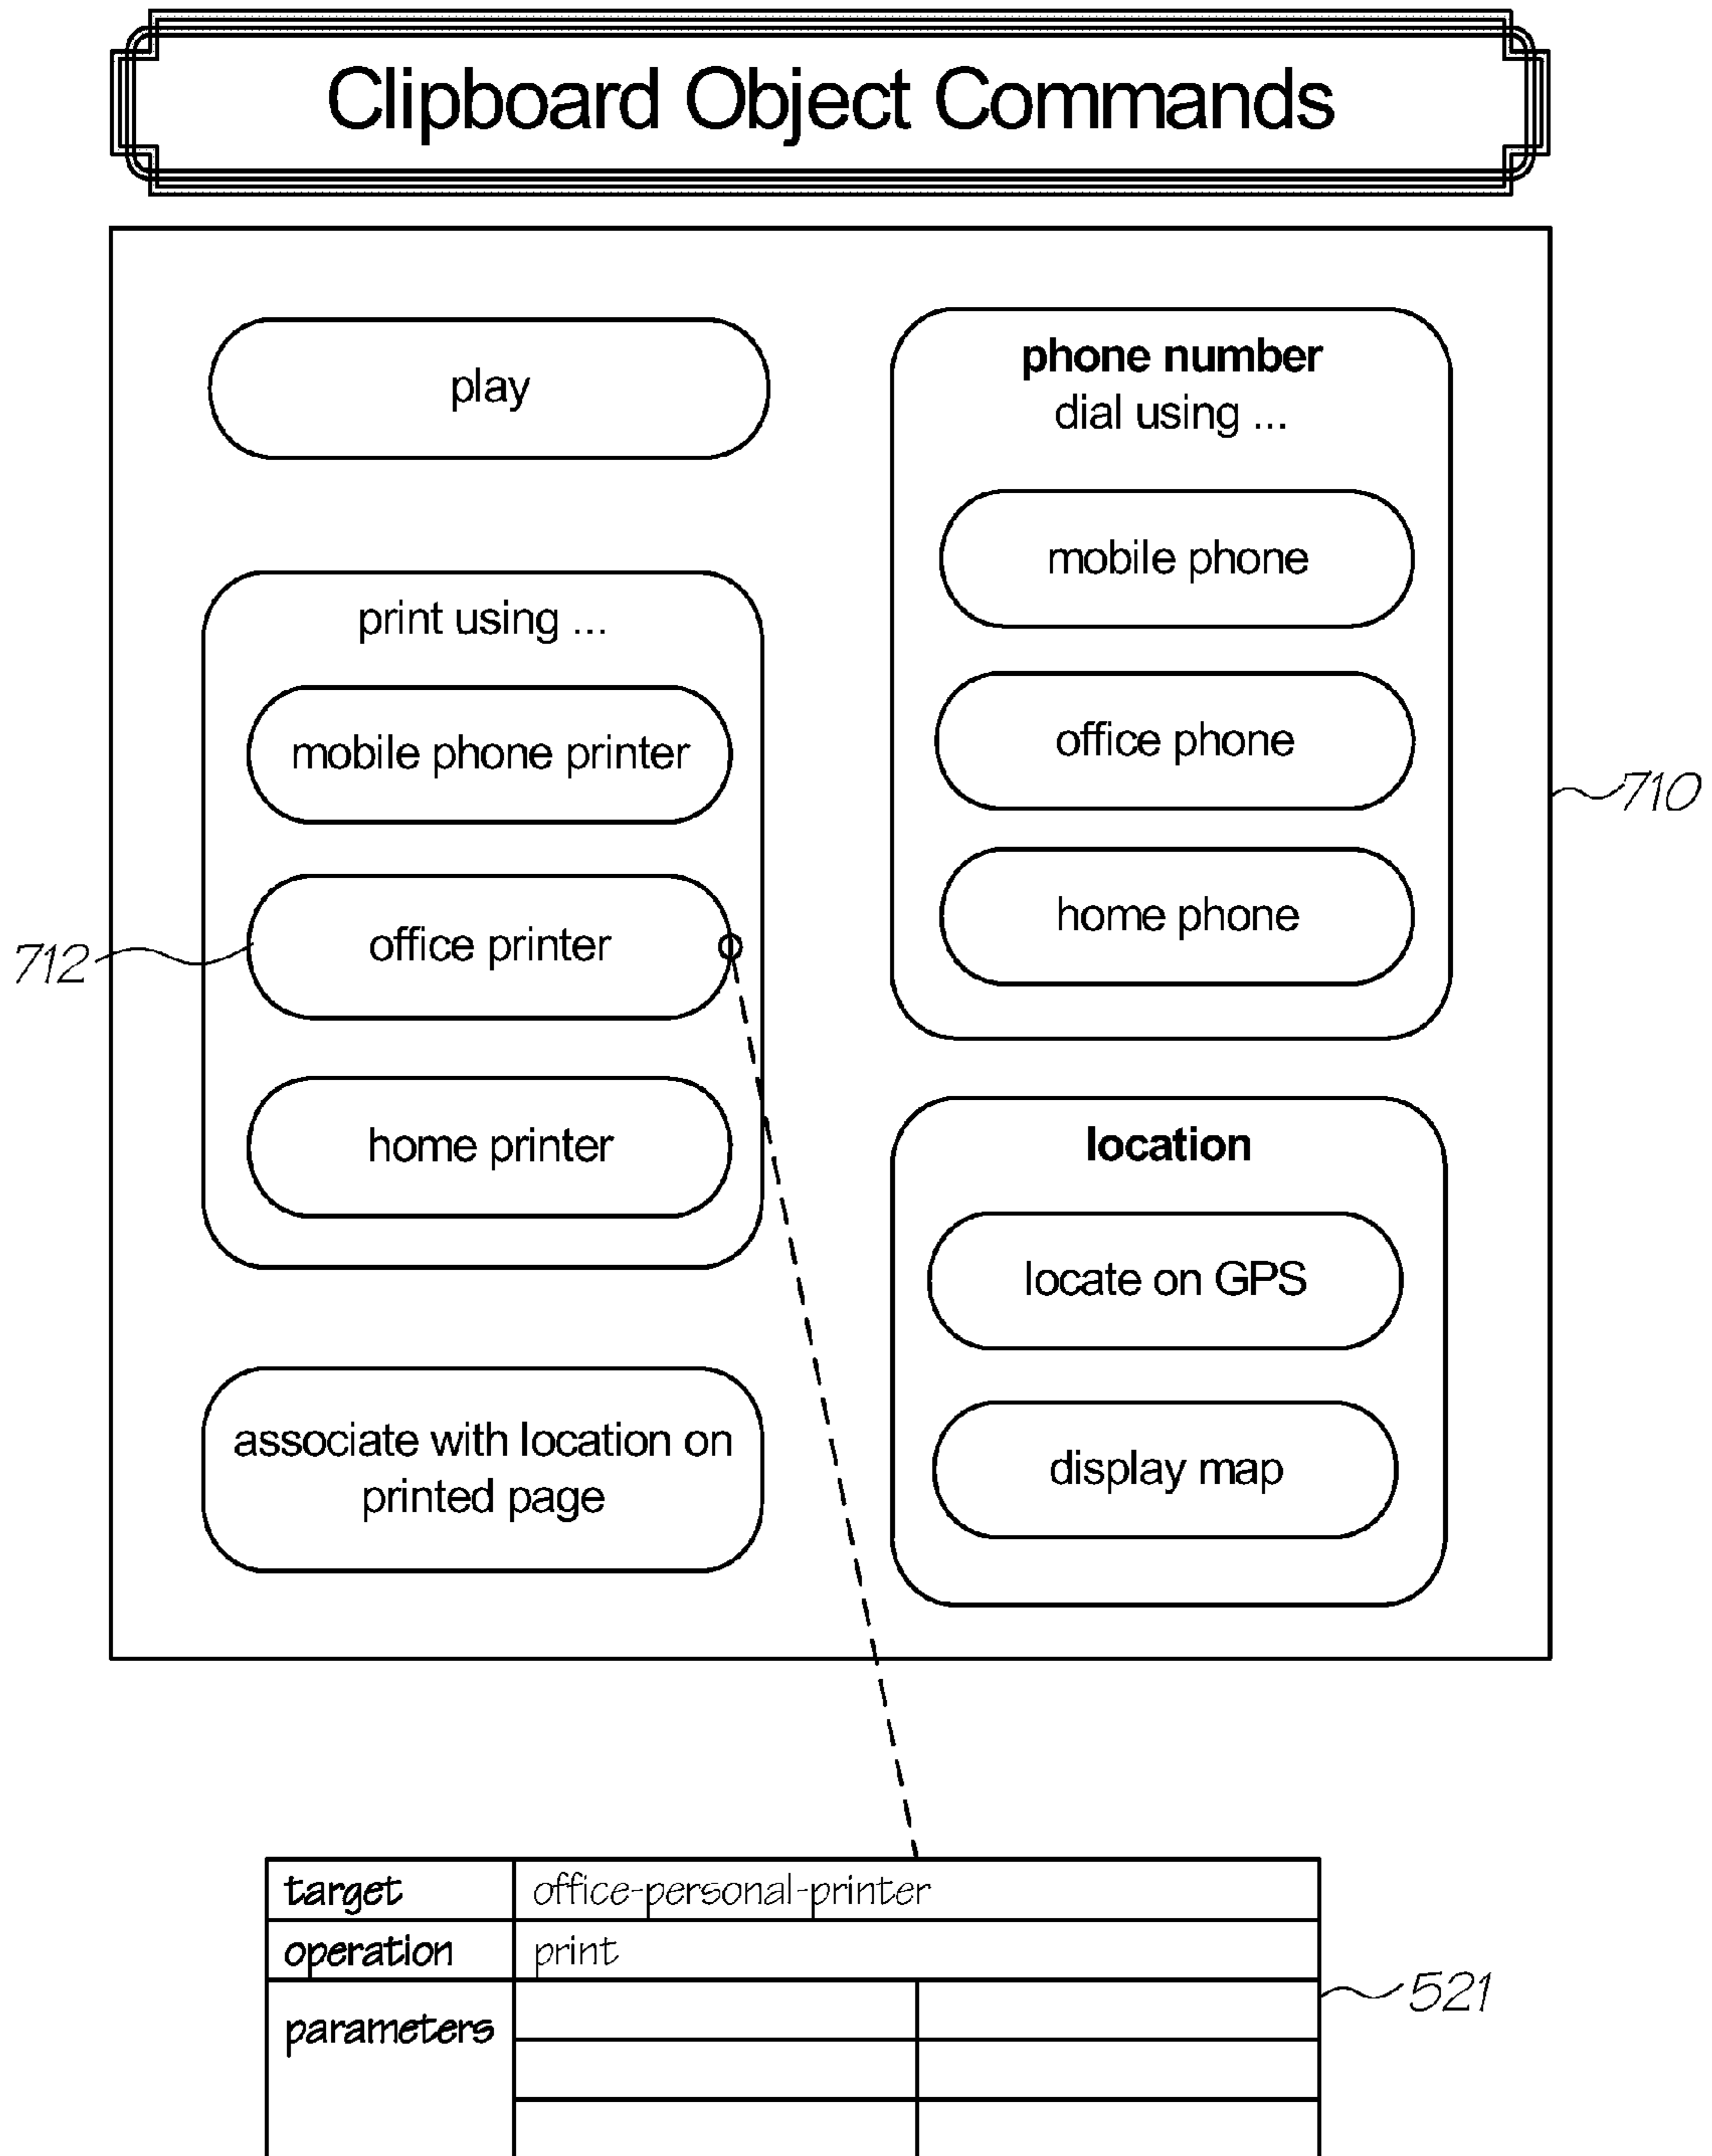 Clipboard Object Commands
play
print using ...
mobile phone printer
office printer
home printer
associate with location on
printed page
phone number
dial using ...
mobile phone
office phone
home phone
location
locate on GPS
display map
710
712
target office-personal-printer
operation print
parameters
521